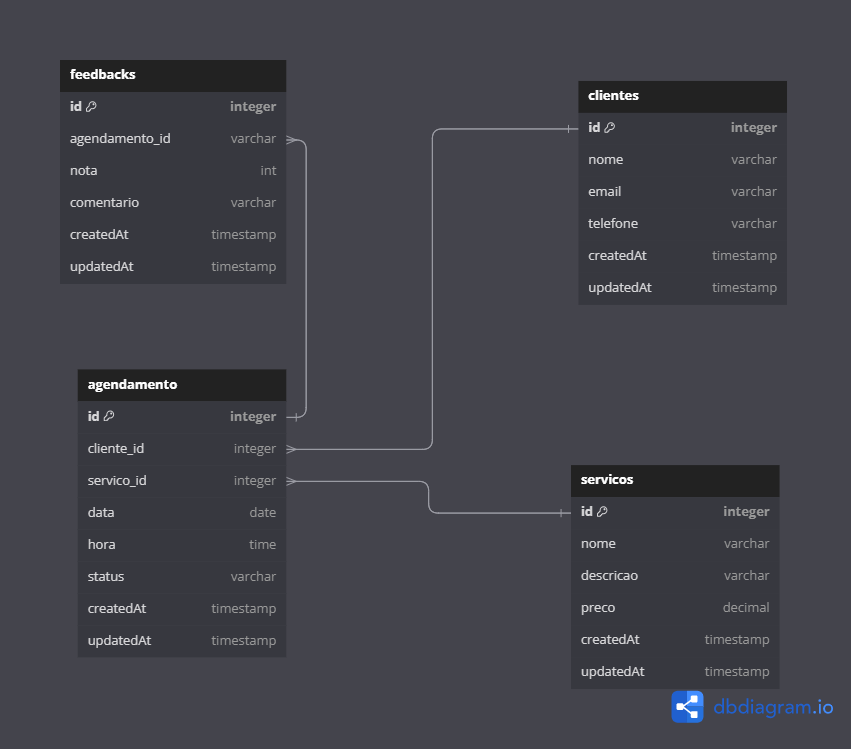 feedbacks
id integer
agendamento_id varchar
nota int
comentario varchar
createdAt timestamp
updatedAt timestamp
clientes
id integer
nome varchar
email varchar
telefone varchar
createdAt timestamp
updatedAt timestamp
agendamento
id integer
cliente_id integer
servico_id integer
data date
hora time
status varchar
createdAt timestamp
updatedAt timestamp
servicos
id integer
nome varchar
descricao varchar
preco decimal
createdAt timestamp
updatedAt timestamp
dbdiagram.io